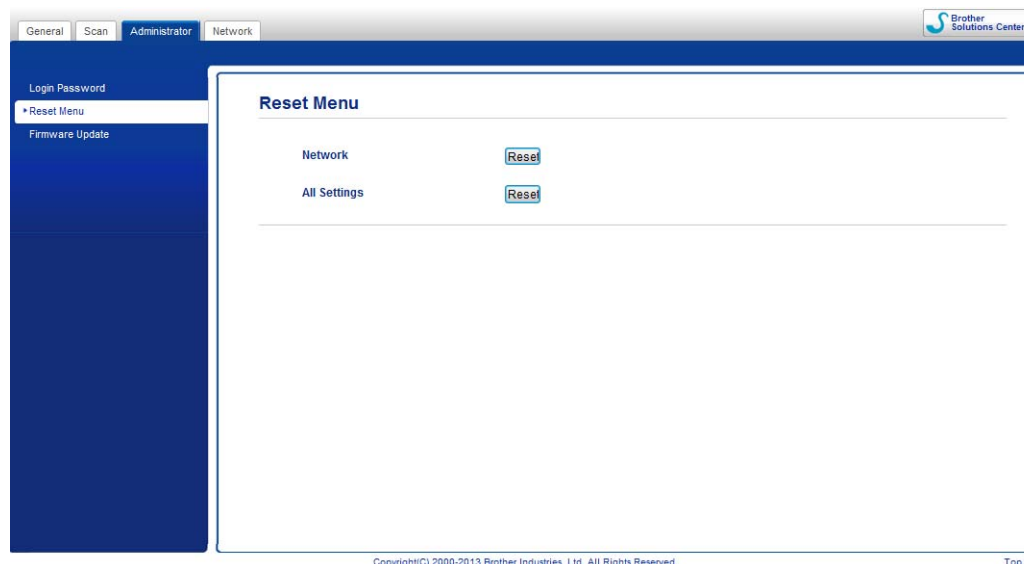 General Scan Administrator Network
Brother
Solutions Center
Login Password
Reset Menu
Firmware Update
Reset Menu
Network Reset
All Settings Reset
Copyright(C) 2000-2013 Brother Industries, Ltd. All Rights Reserved.
Top